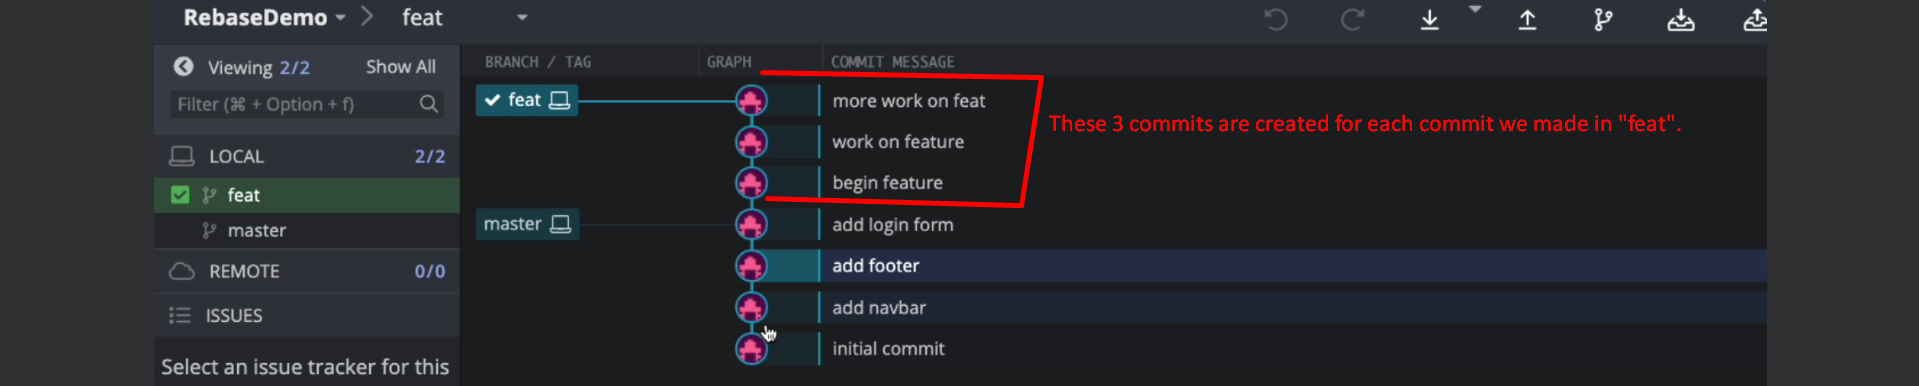 RebaseDemo feat
Viewing 2/2 Show All
BRANCH / TAG GRAPH COMMIT MESSAGE
Filter (⌘ + Option + f)
feat more work on feat
These 3 commits are created for each commit we made in "feat".
work on feature
LOCAL 2/2
begin feature
feat
master add login form
master
add footer
REMOTE 0/0
add navbar
ISSUES
initial commit
Select an issue tracker for this